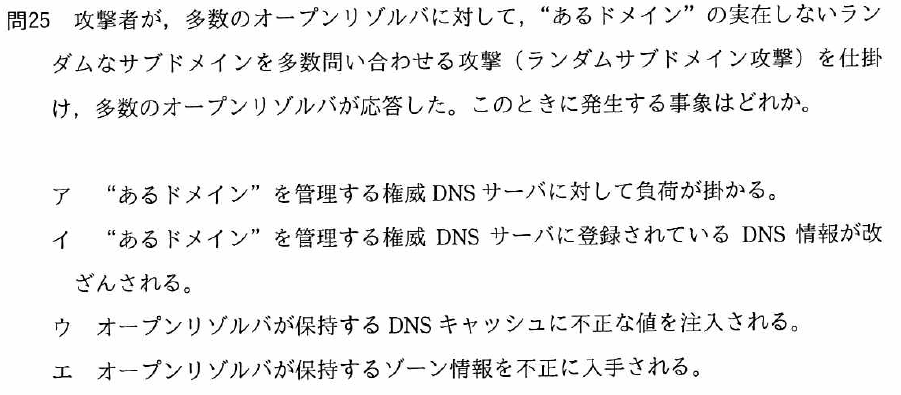 問25 攻撃者が，多数のオープンリゾルバに対して，“あるドメイン”の実在しないラン
ダムなサブドメインを多数問い合わせる攻撃（ランダムサブドメイン攻撃）を仕掛
け，多数のオープンリゾルバが応答した。このときに発生する事象はどれか。
ア “あるドメイン”を管理する権威DNSサーバに対して負荷が掛かる。
イ “あるドメイン”を管理する権威 DNS サーバに登録されている DNS 情報が改
ざんされる。
ウ オープンリゾルバが保持するDNSキャッシュに不正な値を注入される。
エ オープンリゾルバが保持するゾーン情報を不正に入手される。